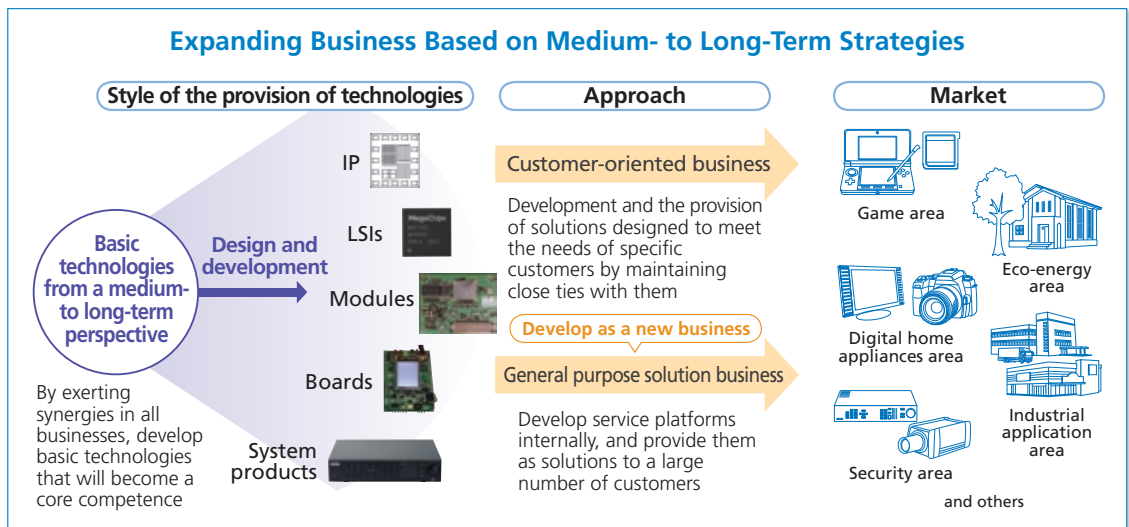 Expanding Business Based on Medium- to Long-Term Strategies
Style of the provision of technologies
Basic
technologies
from a medium-
to long-term
perspective
By exerting
synergies in all
businesses, develop
basic technologies
that will become a
core competence
Design and
development
IP
LSIs
MegaChips
Modules
Boards
System
products
Approach
Customer-oriented business
Development and the provision
of solutions designed to meet
the needs of specific
customers by maintaining
close ties with them
Develop as a new business
General purpose solution business
Develop service platforms
internally, and provide them
as solutions to a large
number of customers
Market
Game area
Eco-energy
area
Digital home
appliances area
Industrial
application
area
Security area
and others